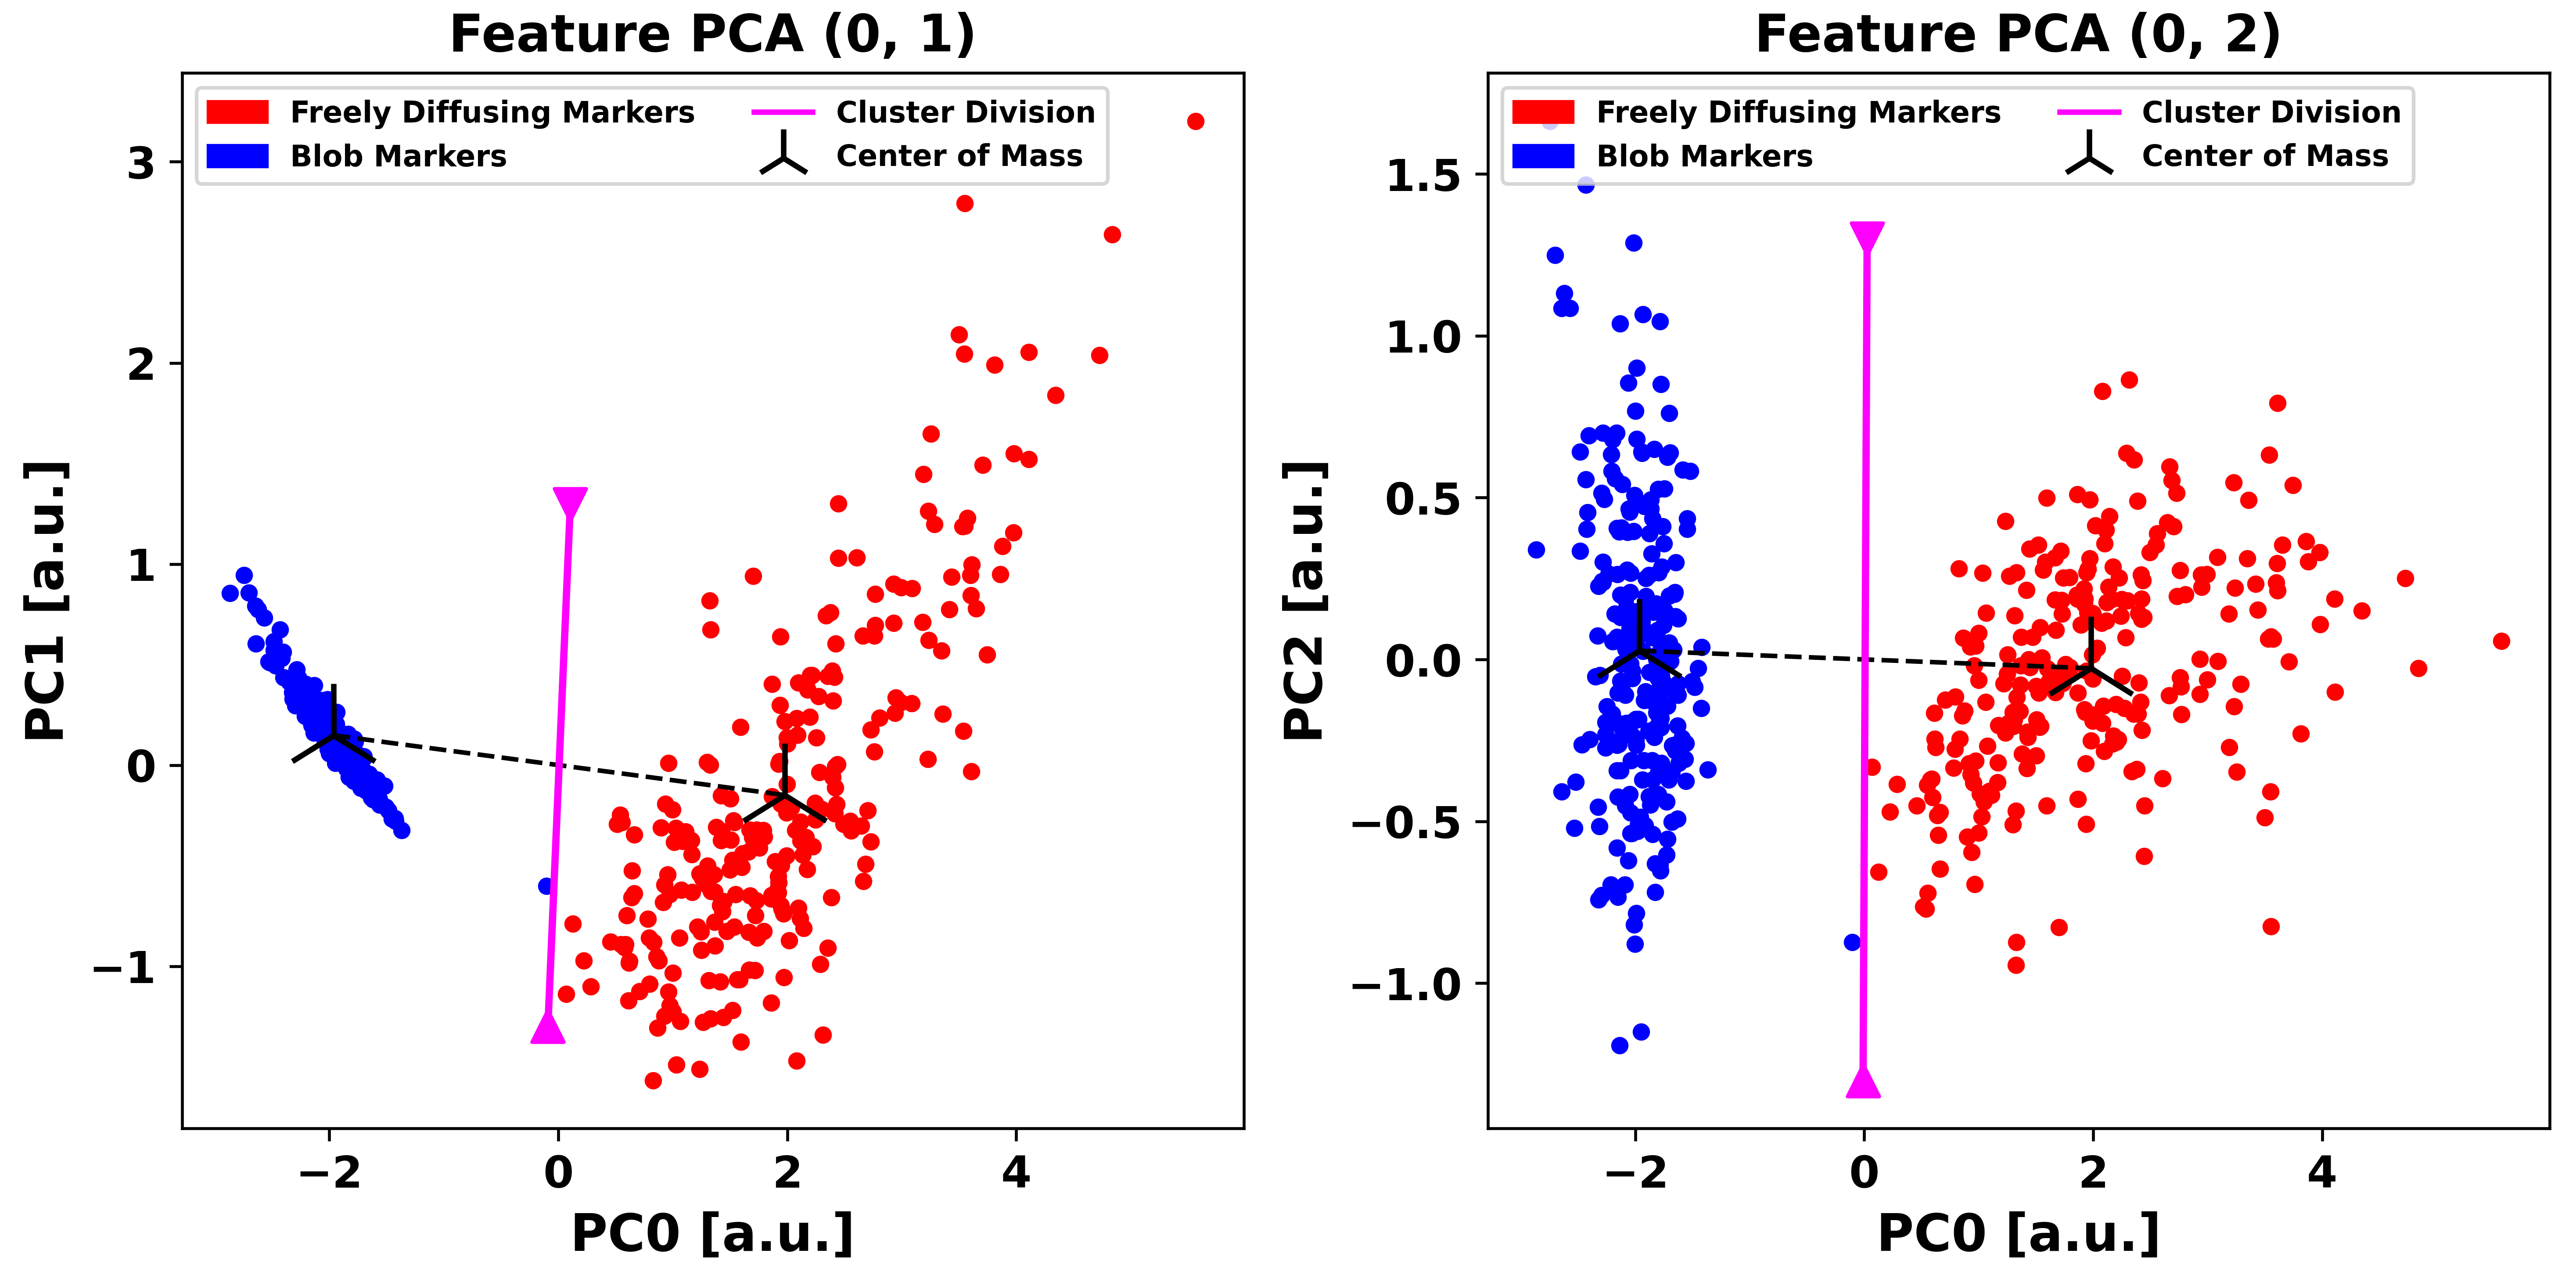 Feature PCA (0, 1)
Freely Diffusing Markers
Blob Markers
Cluster Division
Center of Mass
3
2
1
0
−1
PC1 [a.u.]
−2 0 2 4
PC0 [a.u.]
Feature PCA (0, 2)
Freely Diffusing Markers
Blob Markers
Cluster Division
Center of Mass
1.5
1.0
0.5
0.0
−0.5
−1.0
PC2 [a.u.]
−2 0 2 4
PC0 [a.u.]